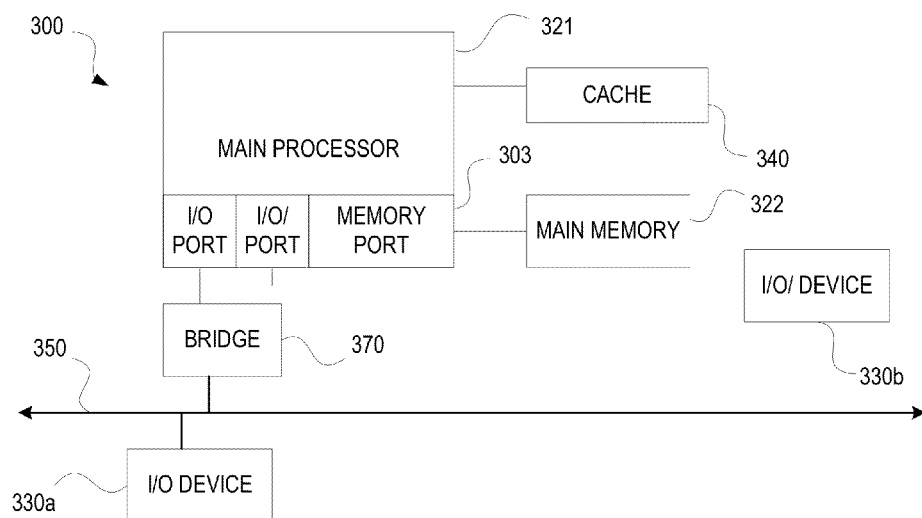 300
321
CACHE
MAIN PROCESSOR
303
340
I/O
PORT
I/O/
PORT
MEMORY
PORT
MAIN MEMORY
322
I/O/ DEVICE
BRIDGE
370
350
330b
I/O DEVICE
330a